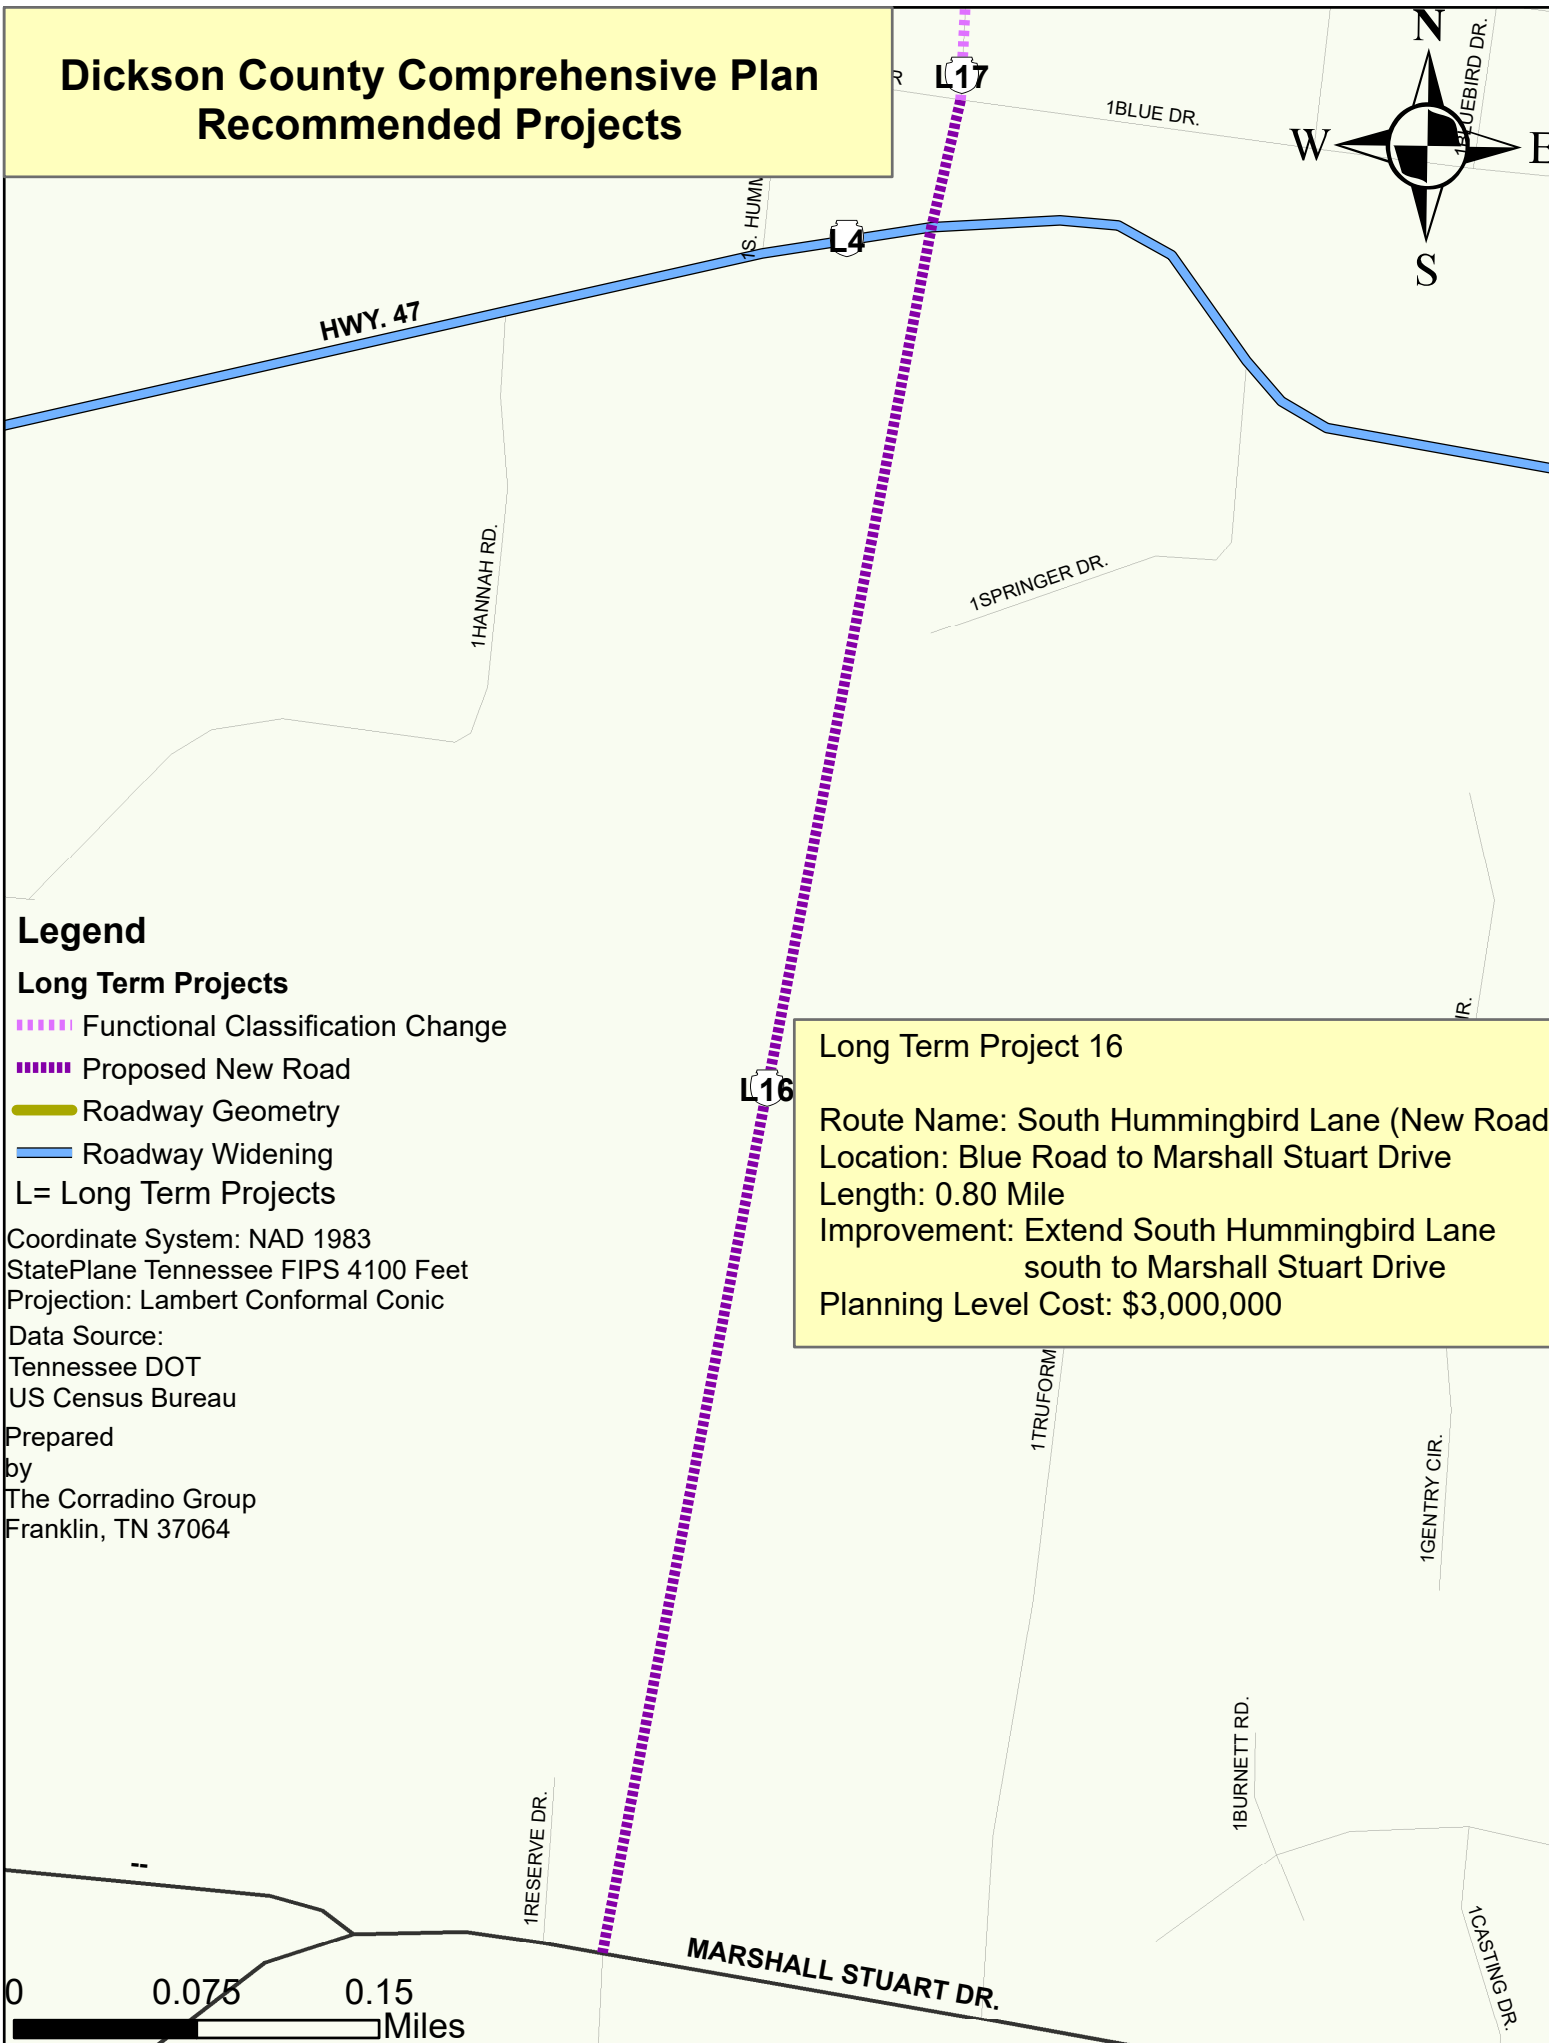 Dickson County Comprehensive Plan
Recommended Projects
N
W
E
S
L17
R
1BLUE DR.
1BLUEBIRD DR.
1S. HUMM
L4
HWY. 47
1HANNAH RD.
1SPRINGER DR.
Legend
Long Term Projects
Functional Classification Change
Proposed New Road
Roadway Geometry
Roadway Widening
L= Long Term Projects
Coordinate System: NAD 1983
StatePlane Tennessee FIPS 4100 Feet
Projection: Lambert Conformal Conic
Data Source:
Tennessee DOT
US Census Bureau
Prepared
by
The Corradino Group
Franklin, TN 37064
L16
IR.
Long Term Project 16
Route Name: South Hummingbird Lane (New Road
Location: Blue Road to Marshall Stuart Drive
Length: 0.80 Mile
Improvement: Extend South Hummingbird Lane
south to Marshall Stuart Drive
Planning Level Cost: $3,000,000
1TRUFORM
1GENTRY CIR.
1BURNETT RD.
1RESERVE DR.
--
MARSHALL STUART DR.
1CASTING DR.
0 0.075 0.15
Miles